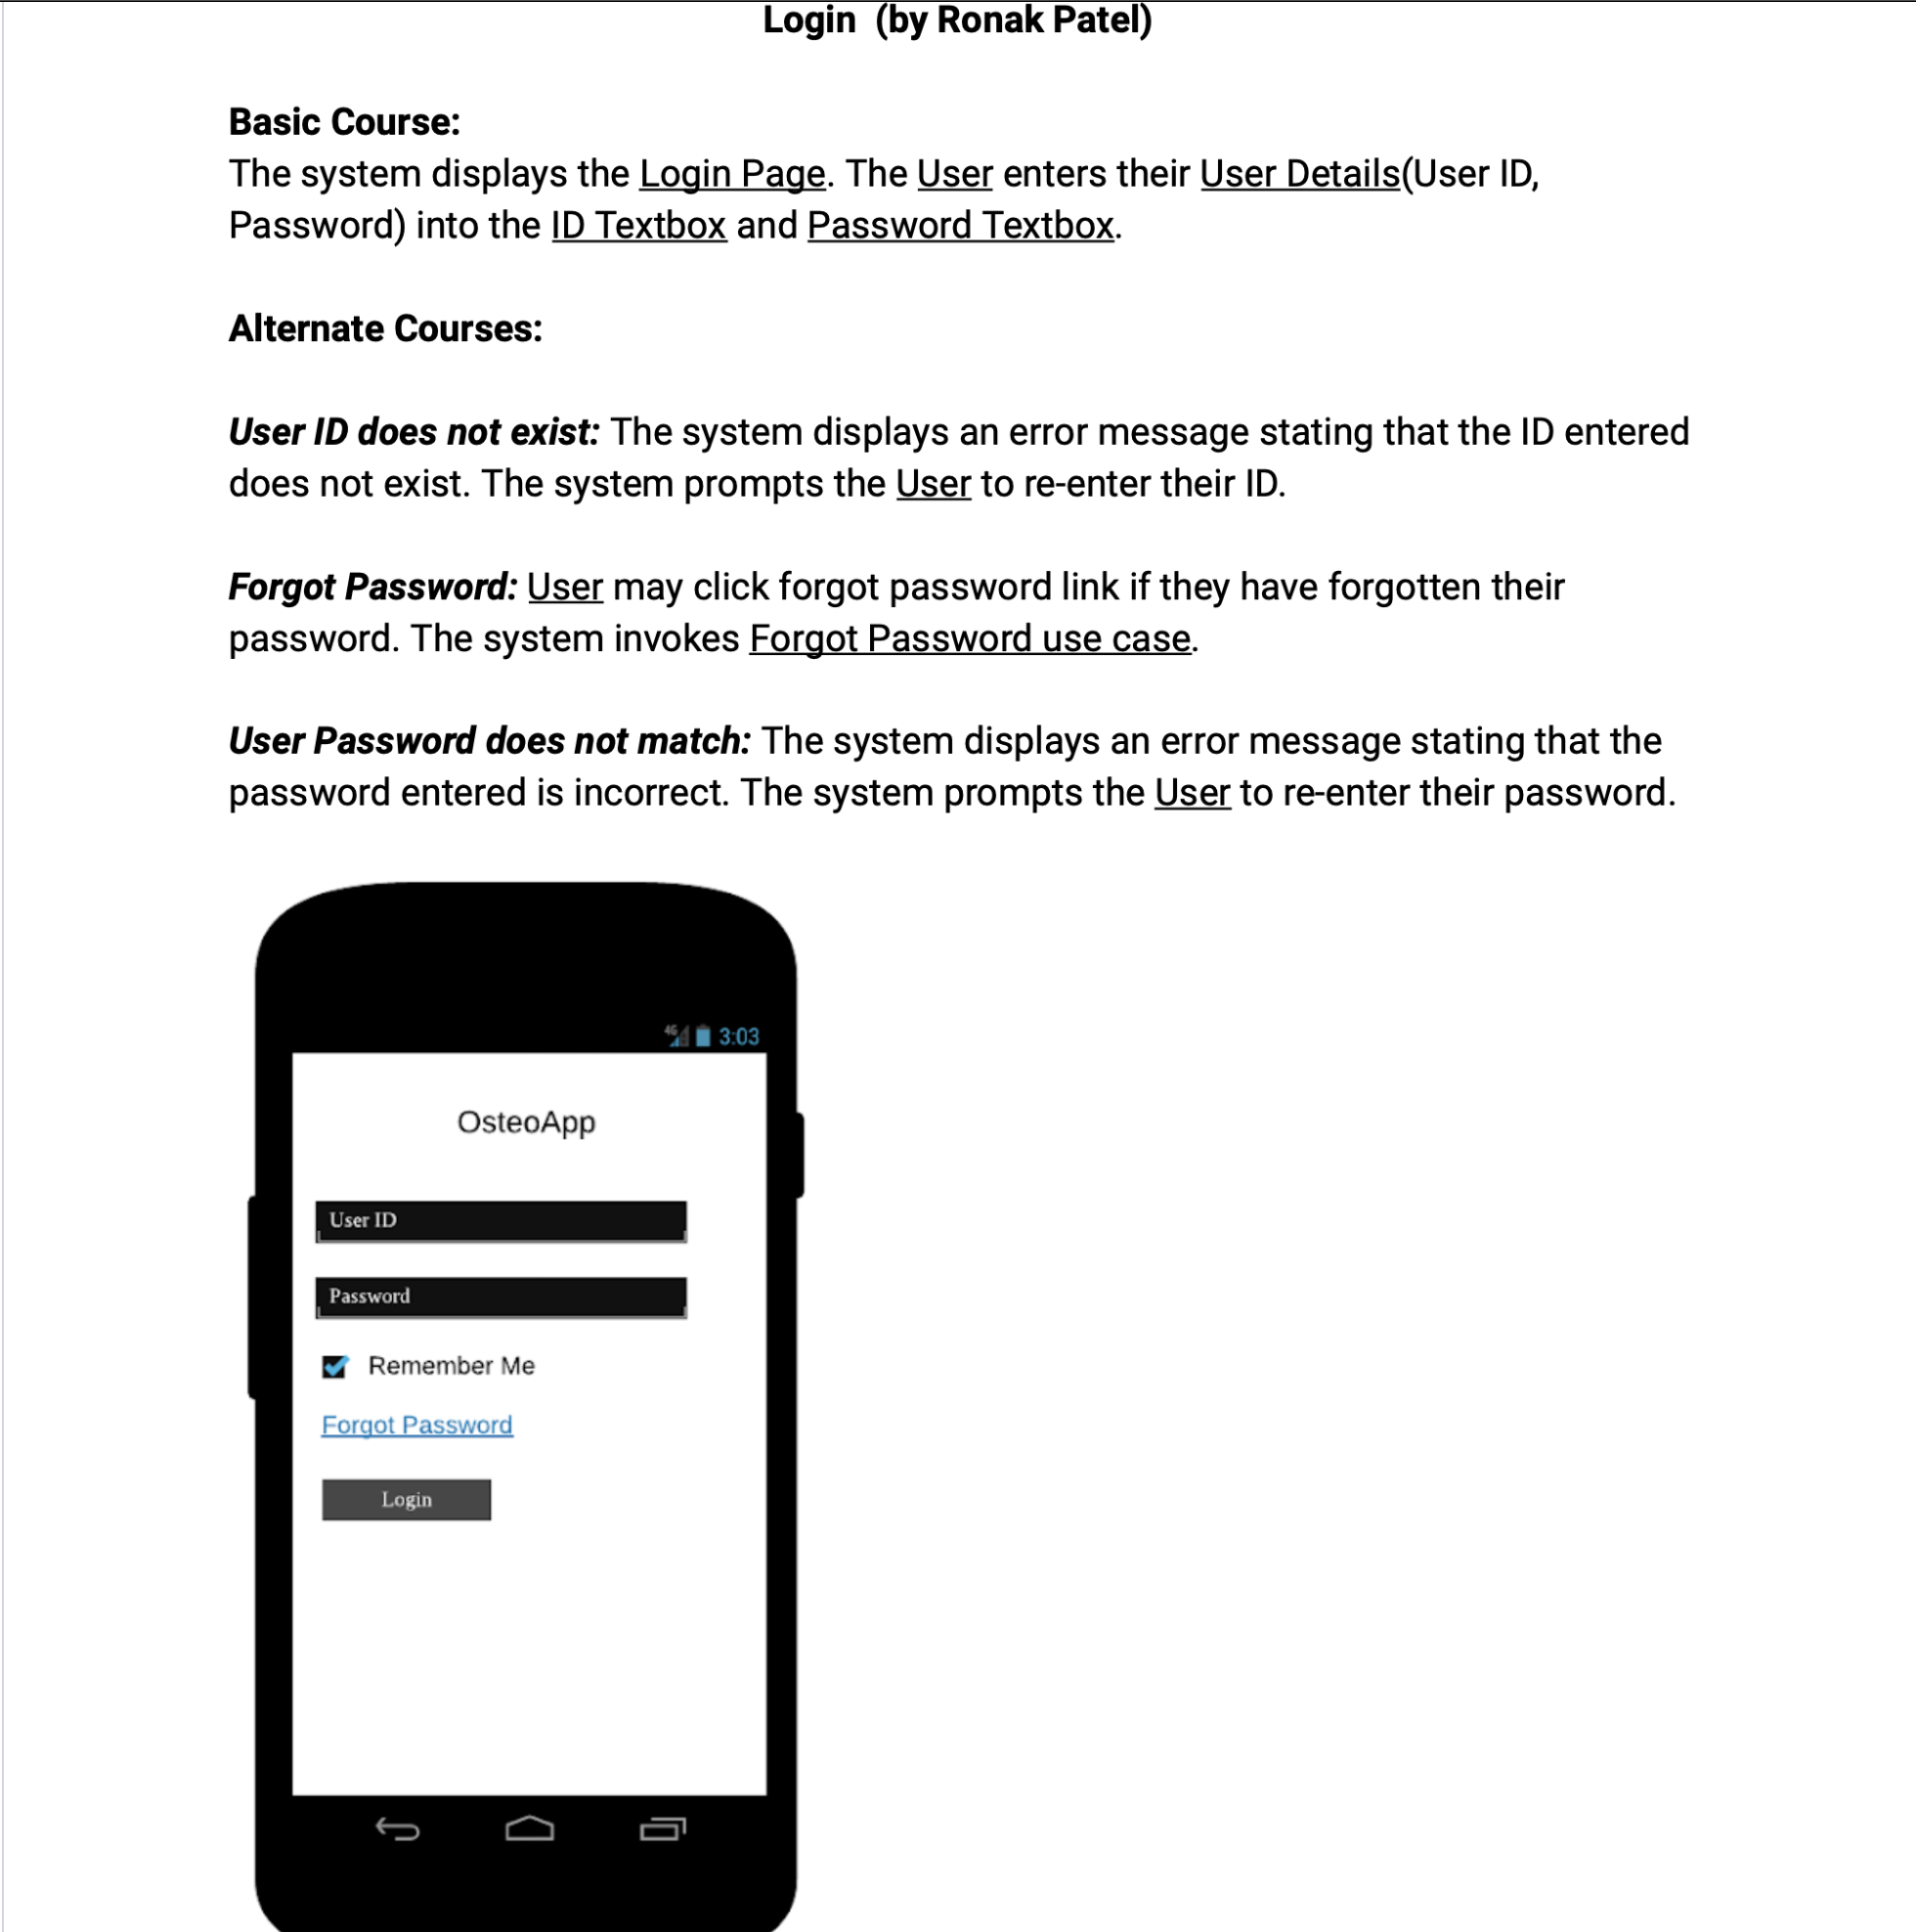 Login  (by Ronak Patel)
Basic Course:
The system displays the Login Page. The User enters their User Details(User ID,
Password) into the ID Textbox and Password Textbox.
Alternate Courses:
User ID does not exist: The system displays an error message stating that the ID entered
does not exist. The system prompts the User to re-enter their ID.
Forgot Password: User may click forgot password link if they have forgotten their
password. The system invokes Forgot Password use case.
User Password does not match: The system displays an error message stating that the
password entered is incorrect. The system prompts the User to re-enter their password.
4G 3:03
OsteoApp
User ID
Password
Remember Me
Forgot Password
Login